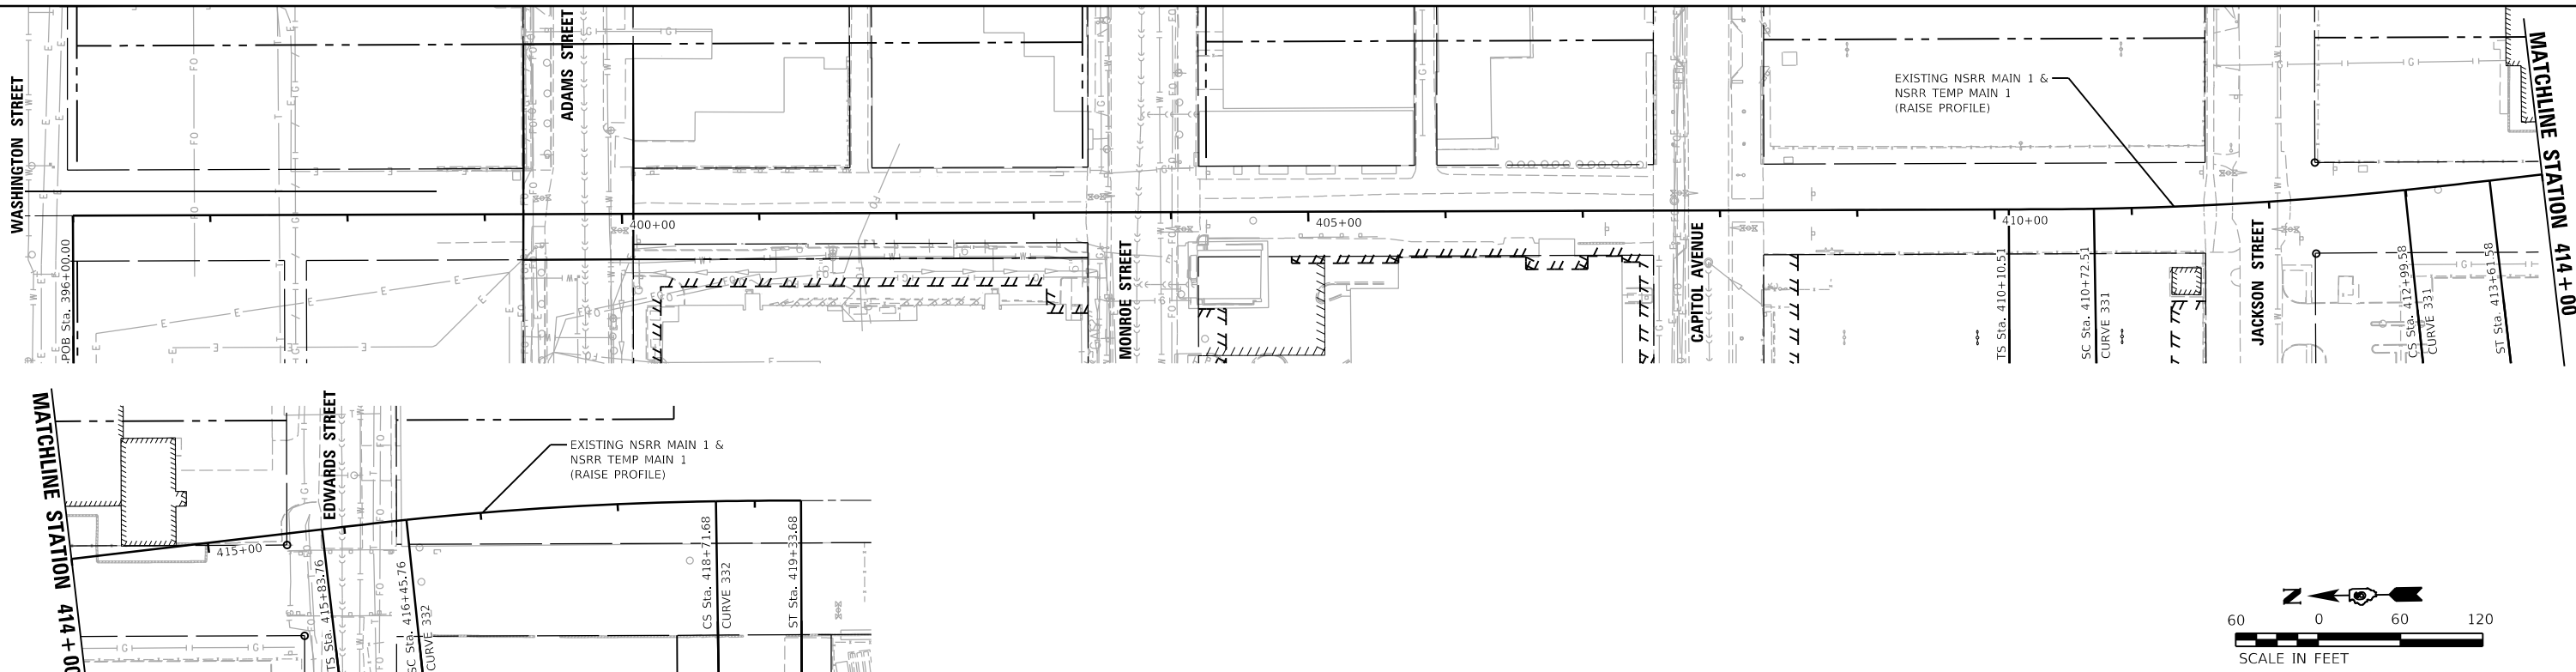 WASHINGTON STREET
ADAMS STREET
MONROE STREET
CAPITOL AVENUE
JACKSON STREET
MATCHLINE STATION 414+00
EXISTING NSRR MAIN 1 &
NSRR TEMP MAIN 1
(RAISE PROFILE)
POB Sta. 396+00.00
400+00
405+00
410+00
TS Sta. 410+10.51
SC Sta. 410+72.51
CURVE 331
CS Sta. 412+99.58
CURVE 331
ST Sta. 413+61.58
MATCHLINE STATION 414+00
EDWARDS STREET
EXISTING NSRR MAIN 1 &
NSRR TEMP MAIN 1
(RAISE PROFILE)
415+00
TS Sta. 415+83.76
SC Sta. 416+45.76
CURVE 332
CS Sta. 418+71.68
CURVE 332
ST Sta. 419+33.68
N
60 0 60 120
SCALE IN FEET